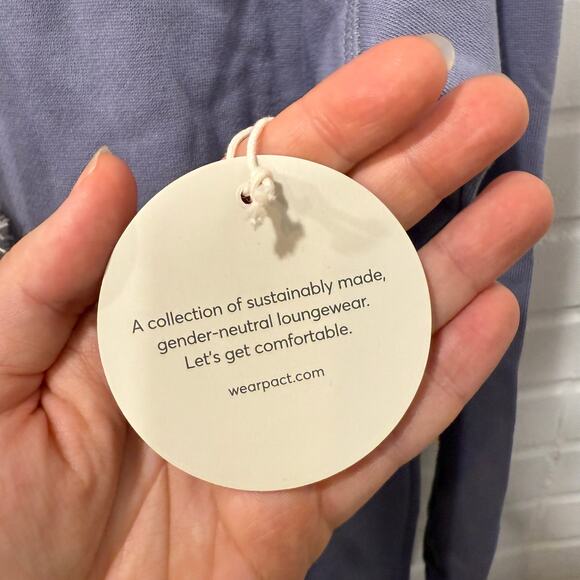 A collection of sustainably made,
gender-neutral loungewear.
Let's get comfortable.
wearpact.com